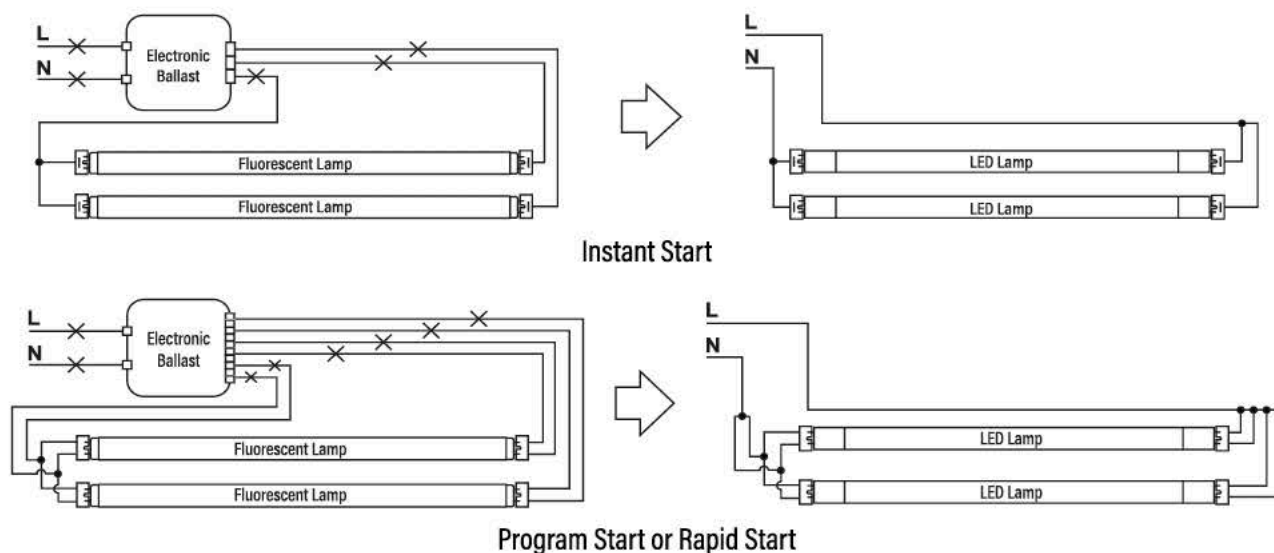 L
N
Electronic
Ballast
Fluorescent Lamp
Fluorescent Lamp
L
N
LED Lamp
LED Lamp
Instant Start
L
N
Electronic
Ballast
Fluorescent Lamp
Fluorescent Lamp
L
N
LED Lamp
LED Lamp
Program Start or Rapid Start